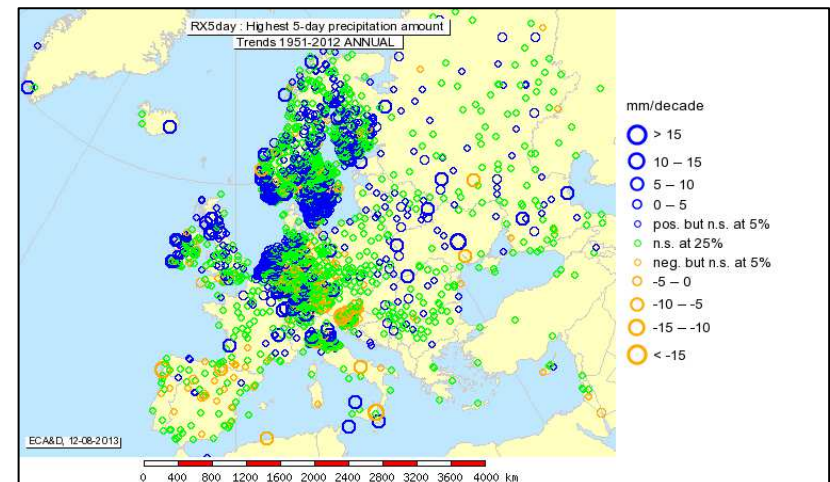 RX5day : Highest 5-day precipitation amount
Trends 1951-2012 ANNUAL
mm/decade
> 15
10 – 15
5 – 10
0 – 5
pos. but n.s. at 5%
n.s. at 25%
neg. but n.s. at 5%
-5 – 0
-10 – -5
-15 – -10
< -15
ECA&D, 12-08-2013
0 400 800 1200 1600 2000 2400 2800 3200 3600 4000 km